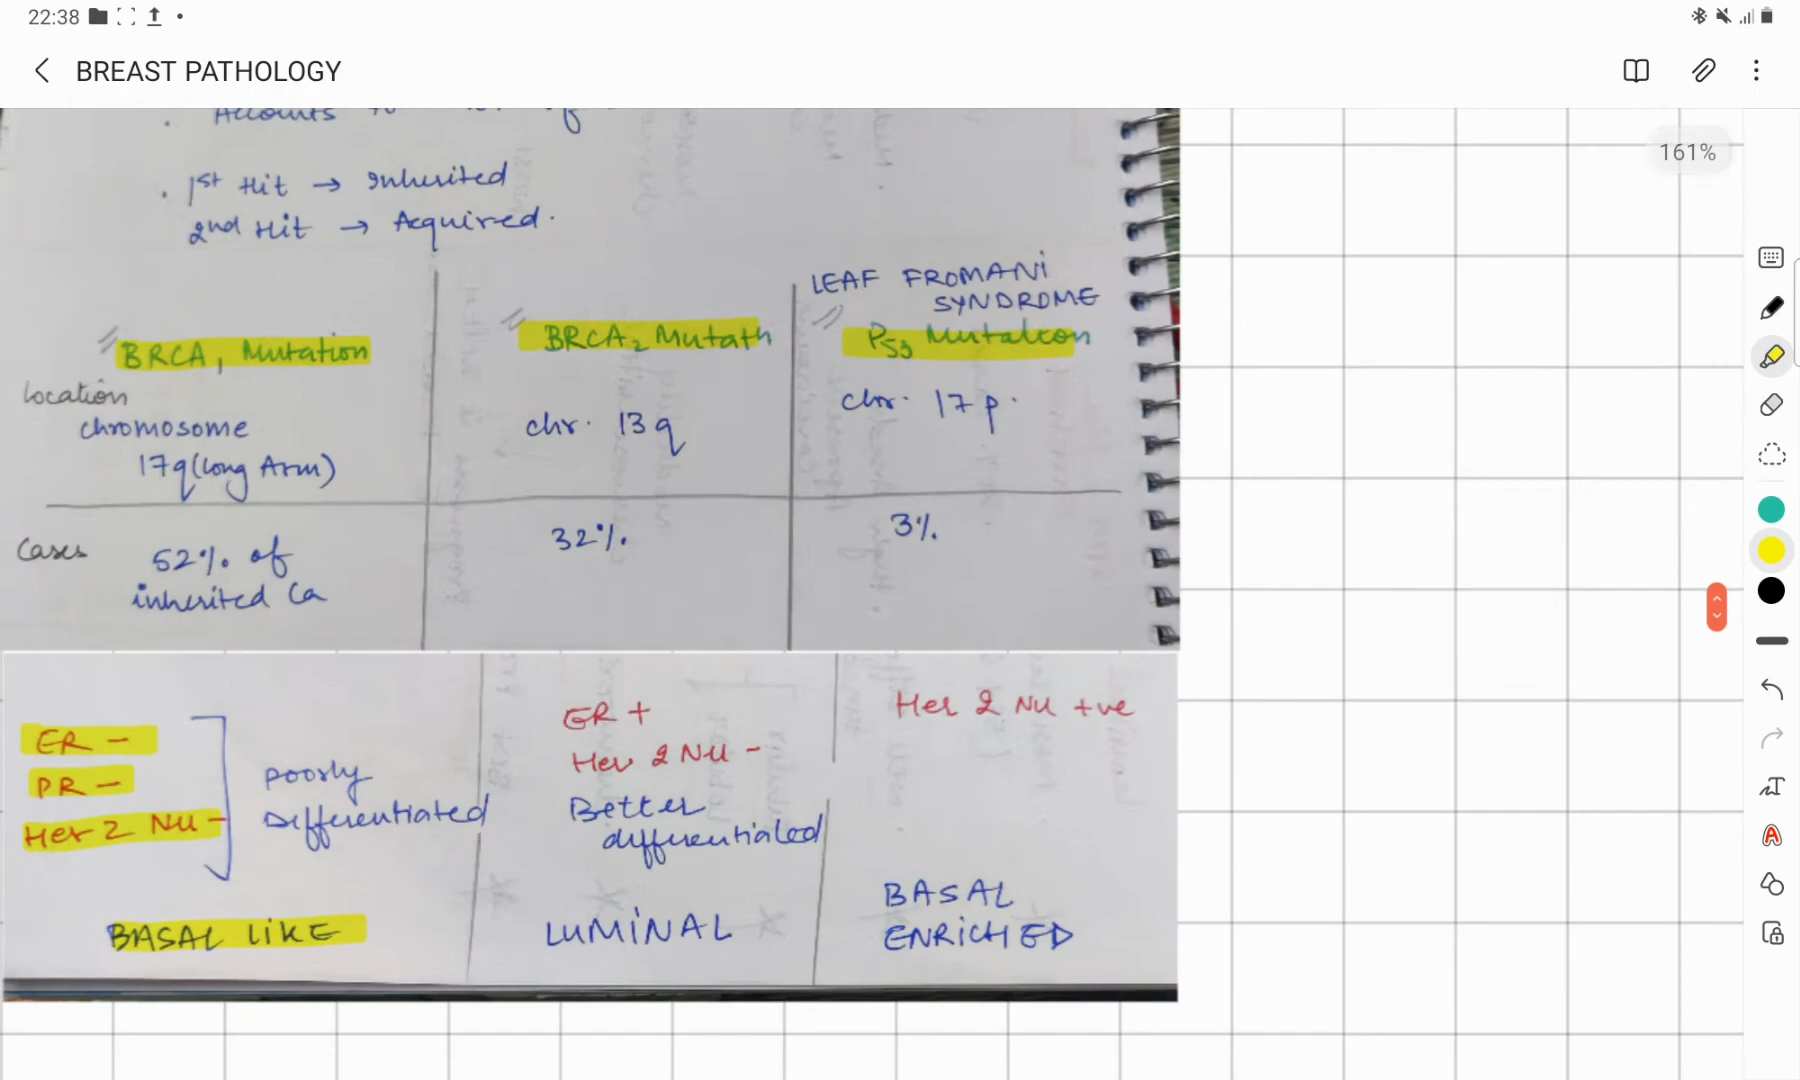 22:38
BREAST PATHOLOGY
161%
. Accounts to
. 1st Hit → Inherited
2nd Hit → Acquired.
LEAF FROMANI
SYNDROME
BRCA1 Mutation
BRCA2 Mutath
P53 Mutation
Location
chromosome
17q (long Arm)
chr. 13q
chr. 17p.
Cases
52% of
inherited Ca
32%.
3%.
ER -
PR -
Her 2 Nu -
Poorly
Differentiated
BASAL LIKE
ER +
Her 2 Nu -
Better
differentiated
LUMINAL
Her 2 Nu +ve
BASAL
ENRICHED